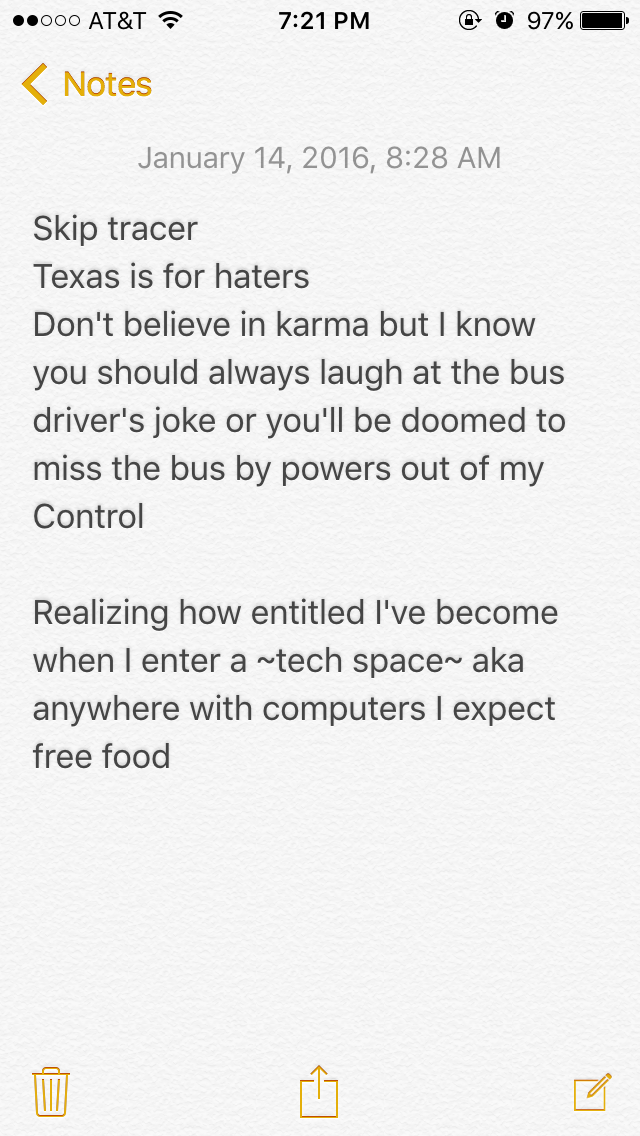 AT&T 7:21 PM 97%
Notes
January 14, 2016, 8:28 AM
Skip tracer
Texas is for haters
Don't believe in karma but I know
you should always laugh at the bus
driver's joke or you'll be doomed to
miss the bus by powers out of my
Control
Realizing how entitled I've become
when I enter a ~tech space~ aka
anywhere with computers I expect
free food